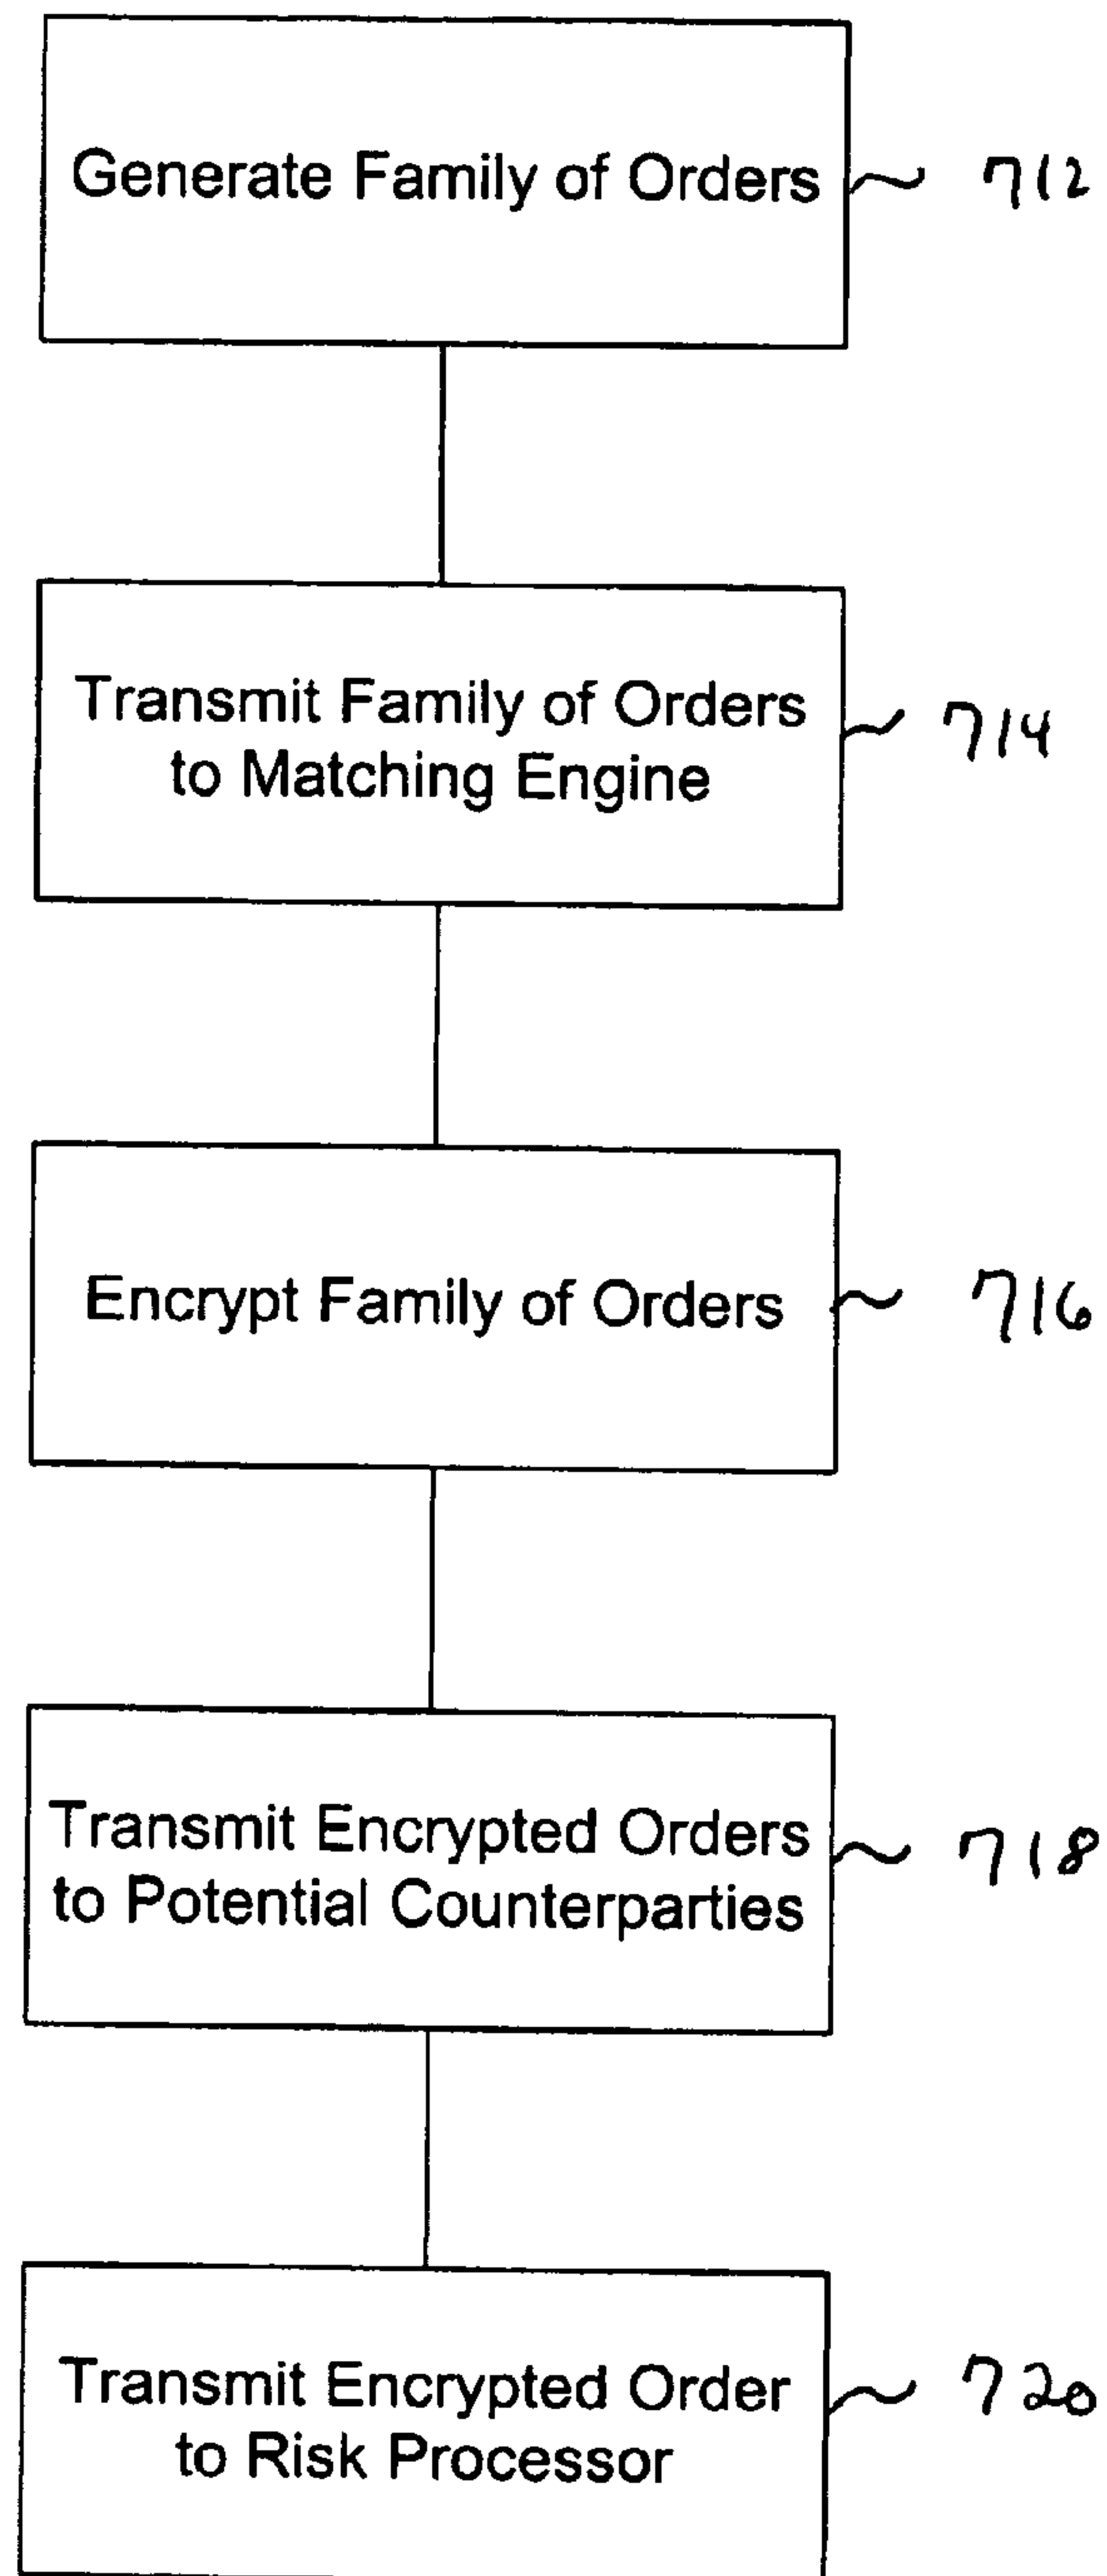 Generate Family of Orders 712
Transmit Family of Orders
to Matching Engine 714
Encrypt Family of Orders 716
Transmit Encrypted Orders
to Potential Counterparties 718
Transmit Encrypted Order
to Risk Processor 720